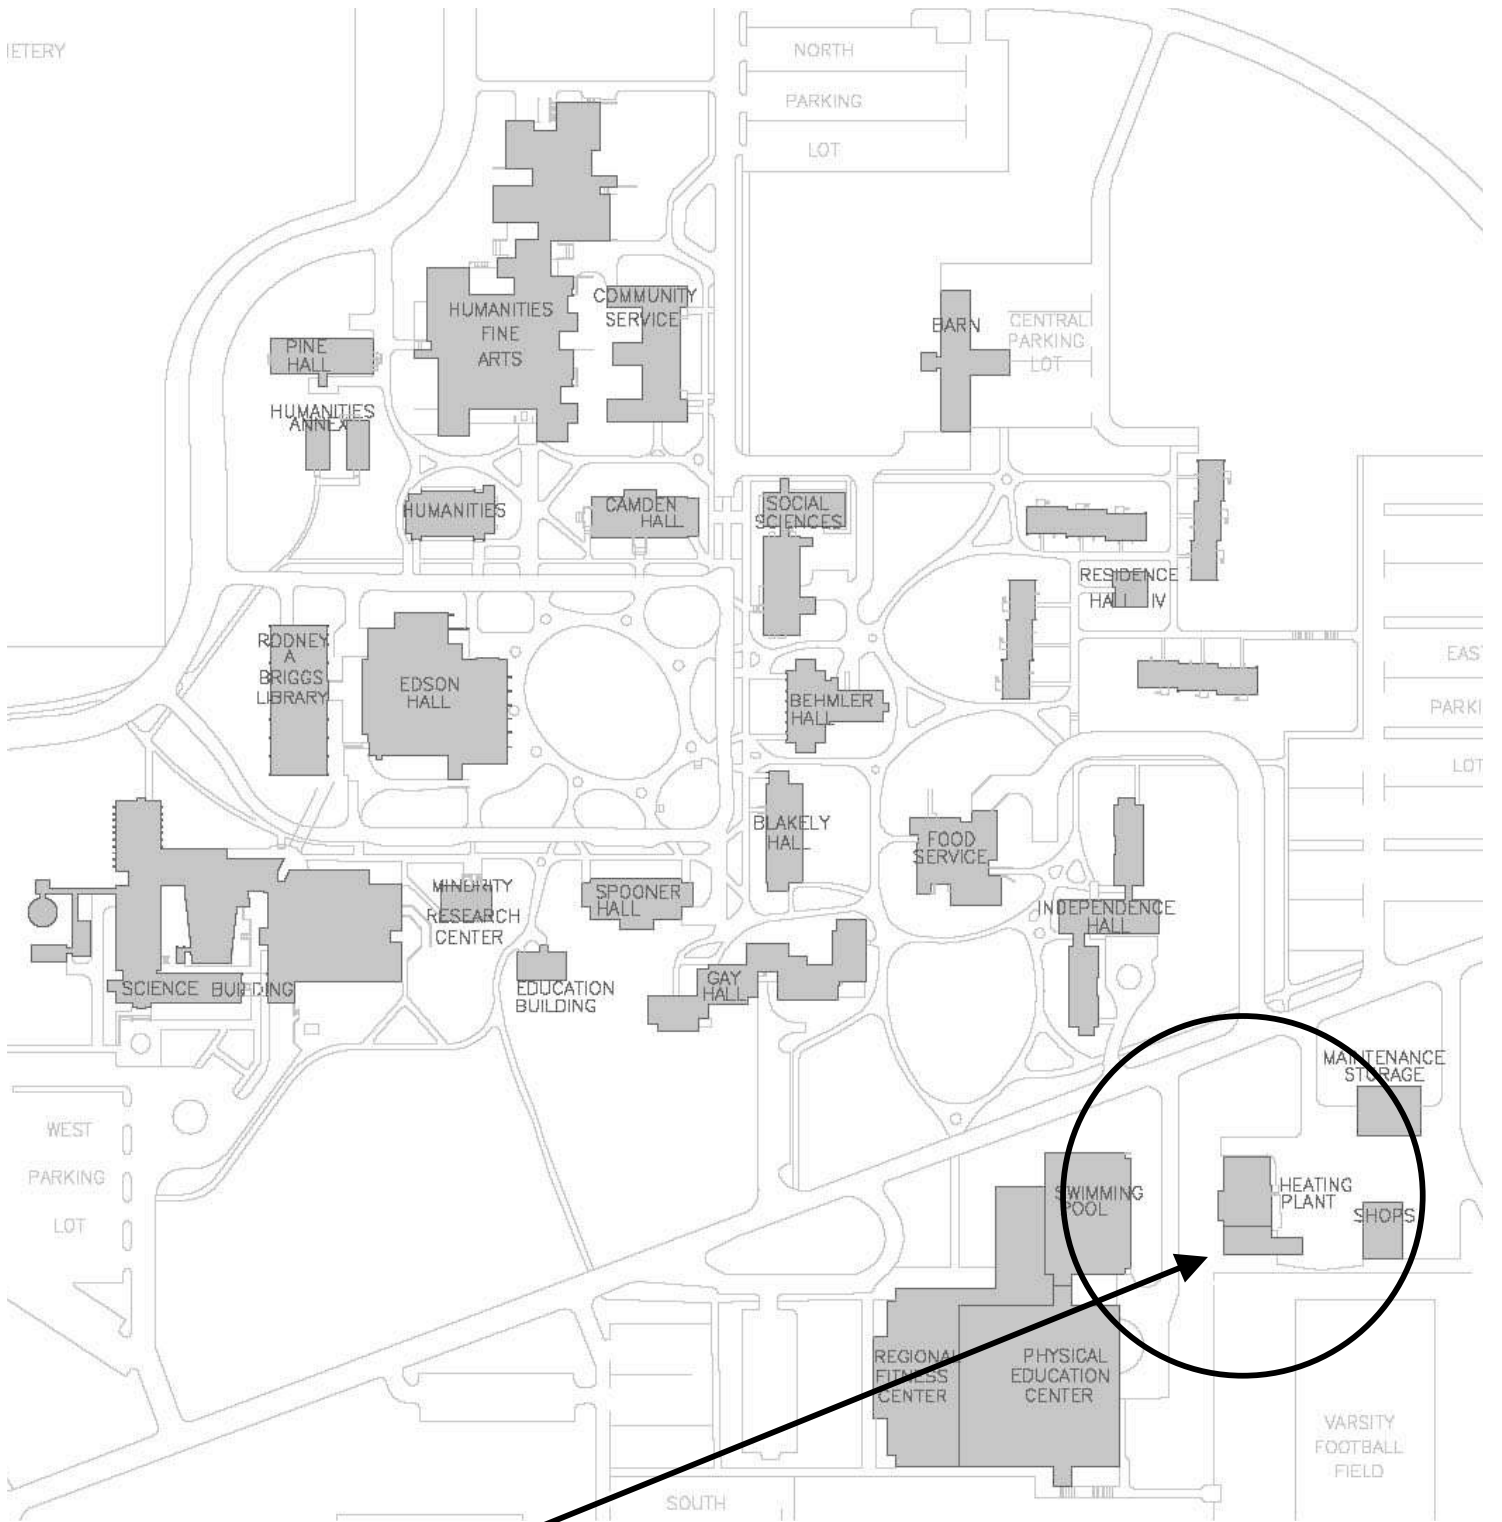 IETERY
NORTH
PARKING
LOT
COMMUNITY
SERVICE
HUMANITIES
FINE
ARTS
BARN
CENTRAL
PARKING
LOT
PINE
HALL
HUMANITIES
ANNEX
HUMANITIES
CAMDEN
HALL
SOCIAL
SCIENCES
RESIDENCE
HALL IV
RODNEY
A
BRIGGS
LIBRARY
EDSON
HALL
BEHMLER
HALL
EAS
PARKI
LOT
BLAKELY
HALL
FOOD
SERVICE
MINORITY
RESEARCH
CENTER
SPOONER
HALL
INDEPENDENCE
HALL
SCIENCE BUILDING
EDUCATION
BUILDING
GAY
HALL
MAINTENANCE
STORAGE
WEST
PARKING
LOT
SWIMMING
POOL
HEATING
PLANT
SHOPS
REGIONAL
FITNESS
CENTER
PHYSICAL
EDUCATION
CENTER
VARSITY
FOOTBALL
FIELD
SOUTH